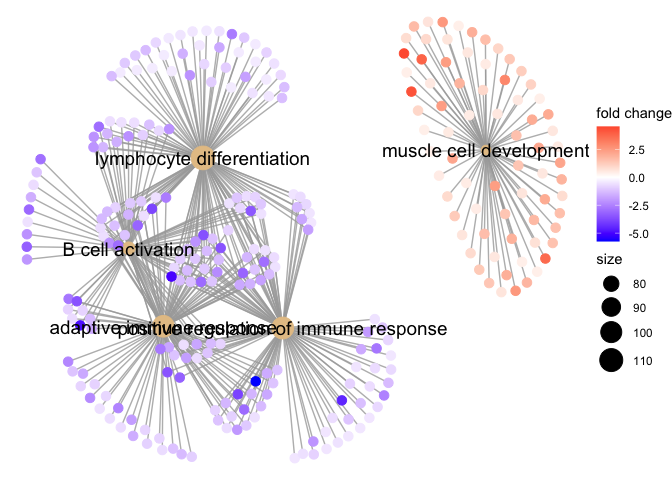 lymphocyte differentiation
muscle cell development
B cell activation
adaptive immune response
positive regulation of immune response
fold change
2.5
0.0
-2.5
-5.0
size
80
90
100
110